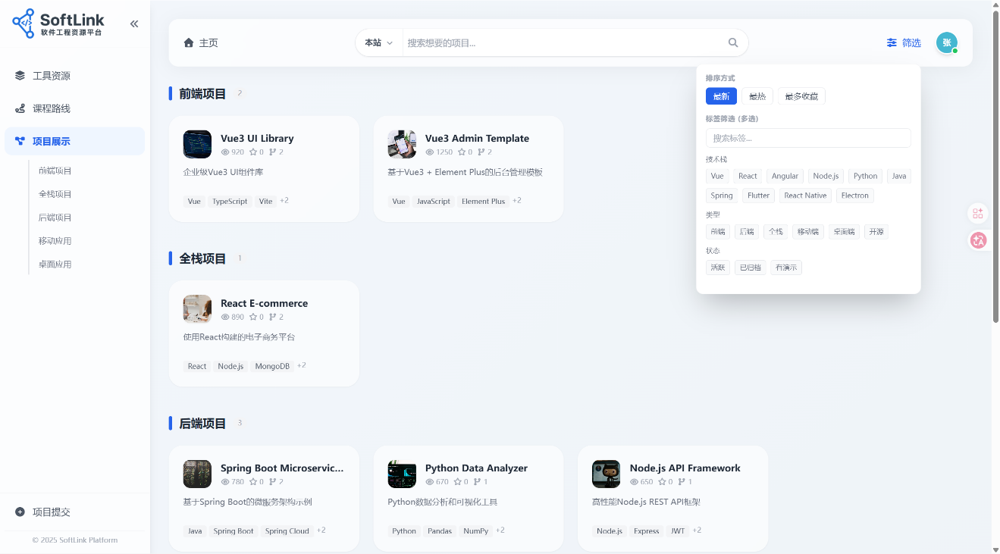 SoftLink
软件工程资源平台
工具资源
课程路线
项目展示
前端项目
全栈项目
后端项目
移动应用
桌面应用
项目提交
© 2025 SoftLink Platform
主页
本站
搜索想要的项目...
筛选
张
排序方式
最新 最热 最多收藏
标签筛选 (多选)
搜索标签...
技术栈
Vue React Angular Node.js Python Java
Spring Flutter React Native Electron
类型
前端 后端 个栈 移动端 桌面端 开源
状态
活跃 已归档 有演示
前端项目 2
Vue3 UI Library
920 0 2
企业级Vue3 UI组件库
Vue TypeScript Vite +2
Vue3 Admin Template
1250 0 2
基于Vue3 + Element Plus的后台管理模板
Vue JavaScript Element Plus +2
全栈项目 1
React E-commerce
890 0 2
使用React构建的电子商务平台
React Node.js MongoDB +2
后端项目 3
Spring Boot Microservic...
780 0 2
基于Spring Boot的微服务架构示例
Java Spring Boot Spring Cloud +2
Python Data Analyzer
670 0 1
Python数据分析和可视化工具
Python Pandas NumPy +2
Node.js API Framework
650 0 1
高性能Node.js REST API框架
Node.js Express JWT +2